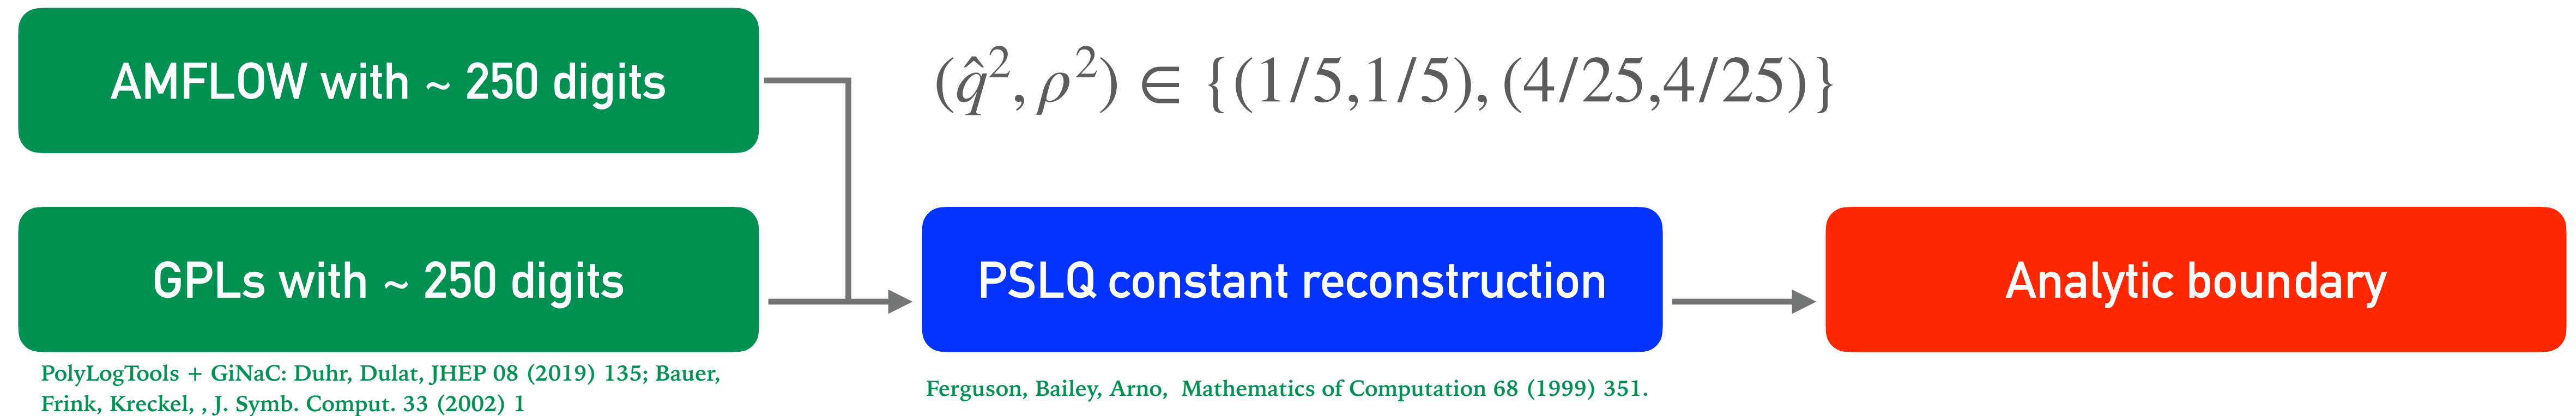 AMFLOW with ~ 250 digits
(q̂², ρ²) ∈ {(1/5,1/5), (4/25,4/25)}
GPLs with ~ 250 digits
PSLQ constant reconstruction
Analytic boundary
PolyLogTools + GiNaC: Duhr, Dulat, JHEP 08 (2019) 135; Bauer,
Frink, Kreckel, , J. Symb. Comput. 33 (2002) 1
Ferguson, Bailey, Arno, Mathematics of Computation 68 (1999) 351.